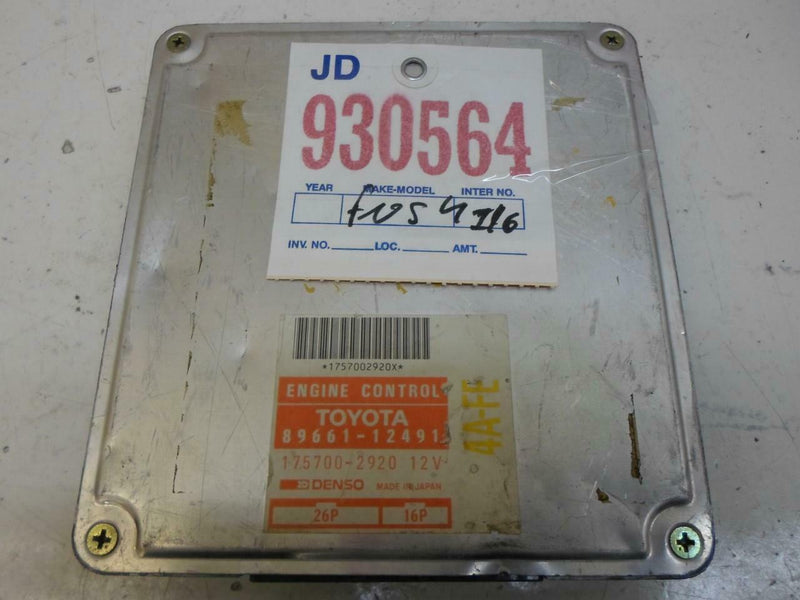 JD
930564
YEAR MAKE-MODEL INTER NO.
INV. NO. LOC. AMT.
*1757002920X*
ENGINE CONTROL
TOYOTA
89661-12491
175700-2920 12V
DENSO MADE IN JAPAN
26P 16P
4A-FE